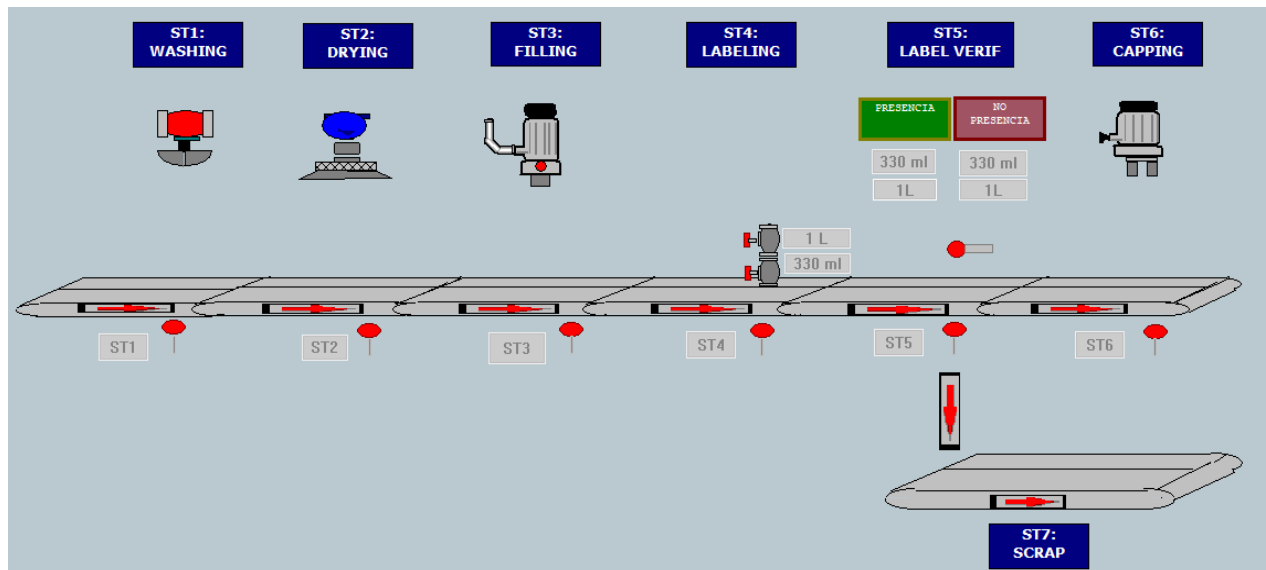 ST1:
WASHING
ST2:
DRYING
ST3:
FILLING
ST4:
LABELING
ST5:
LABEL VERIF
ST6:
CAPPING
PRESENCIA
NO
PRESENCIA
330 ml
330 ml
1L
1L
1 L
330 ml
ST1
ST2
ST3
ST4
ST5
ST6
ST7:
SCRAP